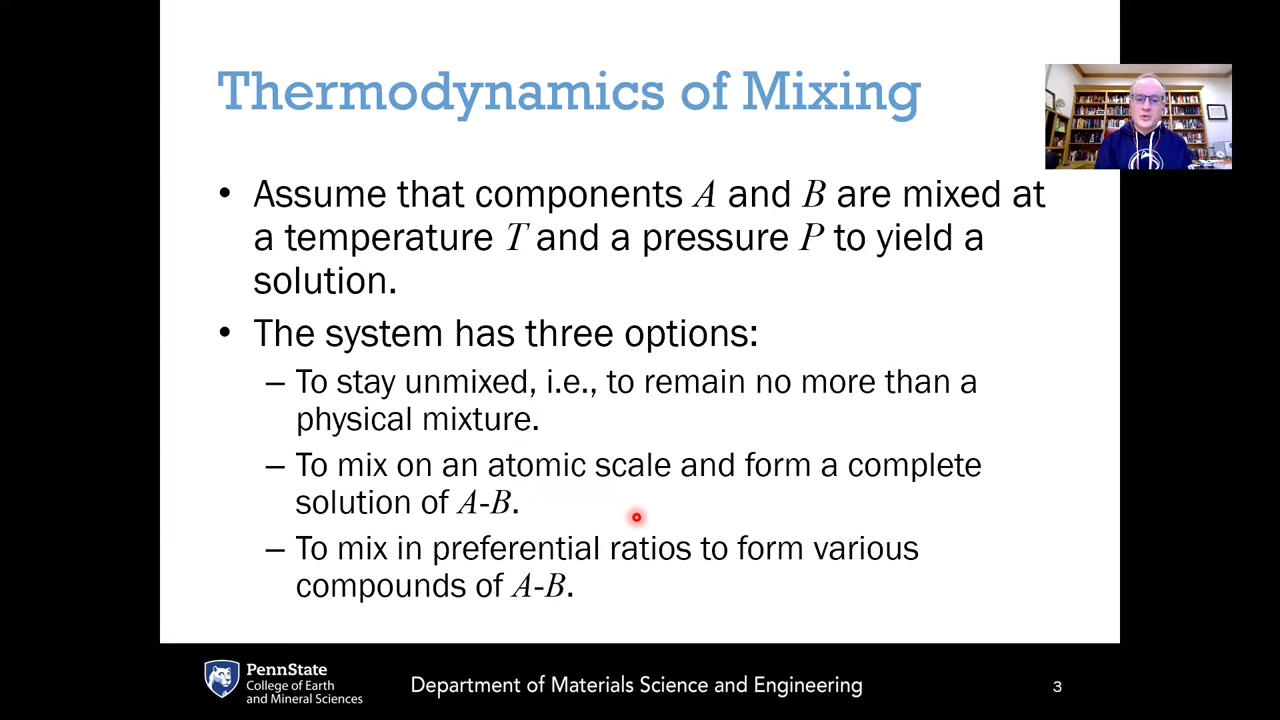 Thermodynamics of Mixing
• Assume that components A and B are mixed at
a temperature T and a pressure P to yield a
solution.
• The system has three options:
– To stay unmixed, i.e., to remain no more than a
physical mixture.
– To mix on an atomic scale and form a complete
solution of A-B.
– To mix in preferential ratios to form various
compounds of A-B.
PennState
College of Earth
and Mineral Sciences
Department of Materials Science and Engineering
3